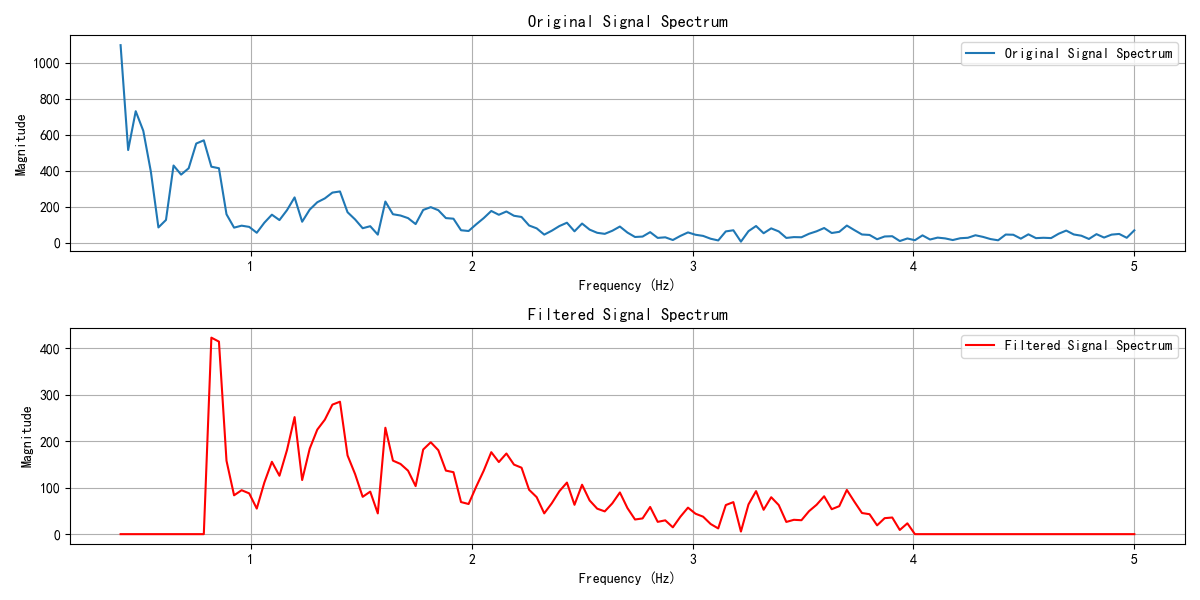 Original Signal Spectrum
Original Signal Spectrum
Magnitude
1000
800
600
400
200
0
1 2 3 4 5
Frequency (Hz)
Filtered Signal Spectrum
Filtered Signal Spectrum
Magnitude
400
300
200
100
0
1 2 3 4 5
Frequency (Hz)